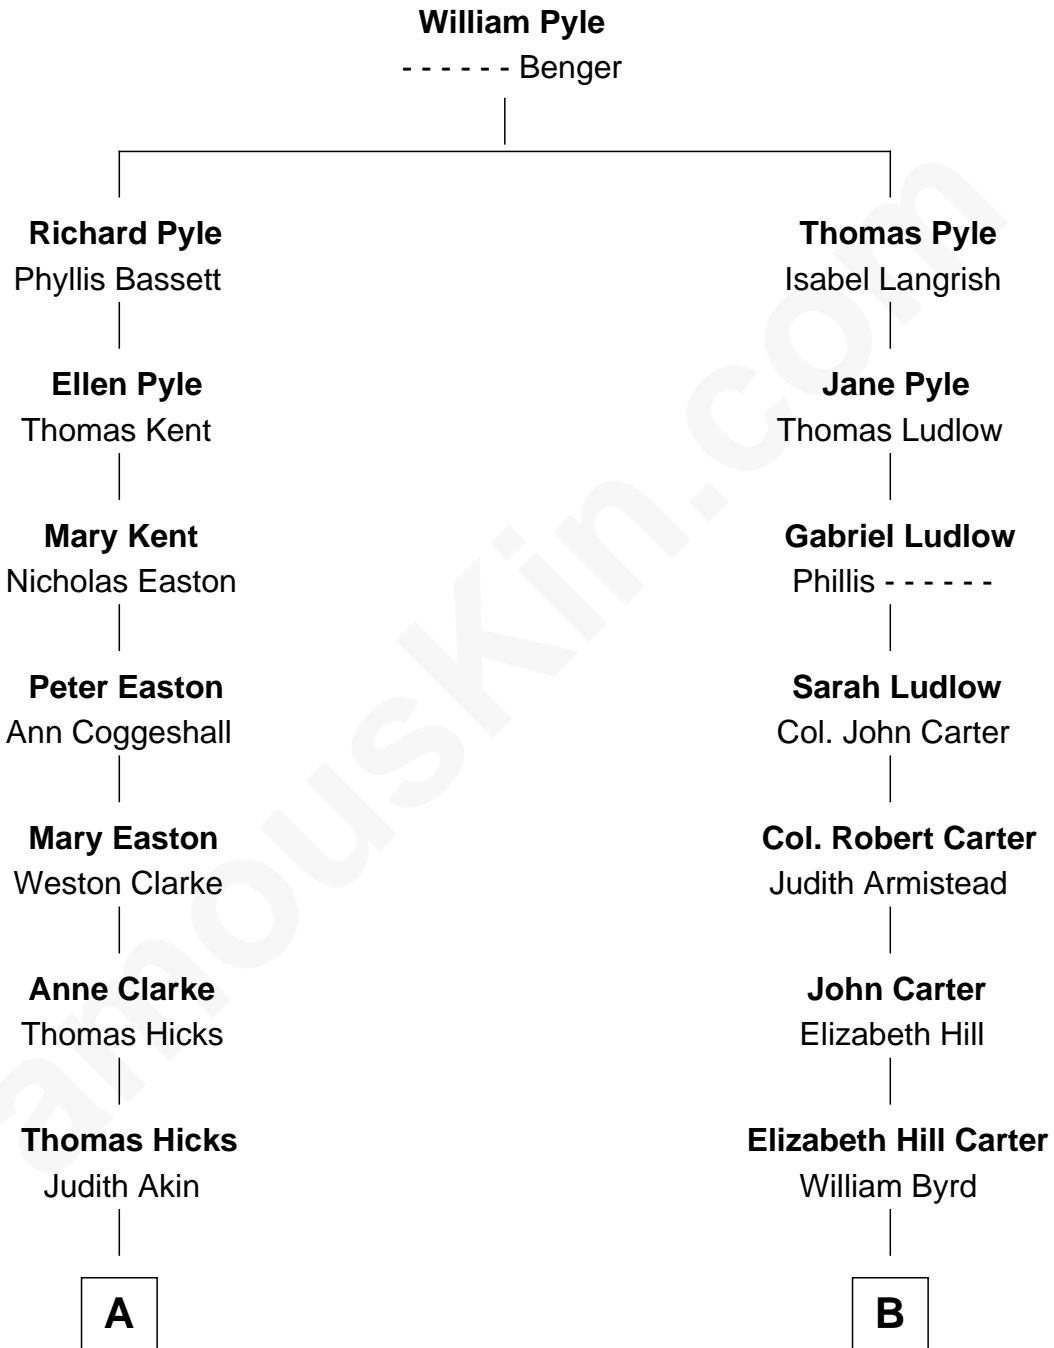 William Pyle
- - - - - - Benger
Richard Pyle
Phyllis Bassett
Thomas Pyle
Isabel Langrish
Ellen Pyle
Thomas Kent
Jane Pyle
Thomas Ludlow
Mary Kent
Nicholas Easton
Gabriel Ludlow
Phillis - - - - - -
Peter Easton
Ann Coggeshall
Sarah Ludlow
Col. John Carter
Mary Easton
Weston Clarke
Col. Robert Carter
Judith Armistead
Anne Clarke
Thomas Hicks
John Carter
Elizabeth Hill
Thomas Hicks
Judith Akin
Elizabeth Hill Carter
William Byrd
A
B
amouskin.com